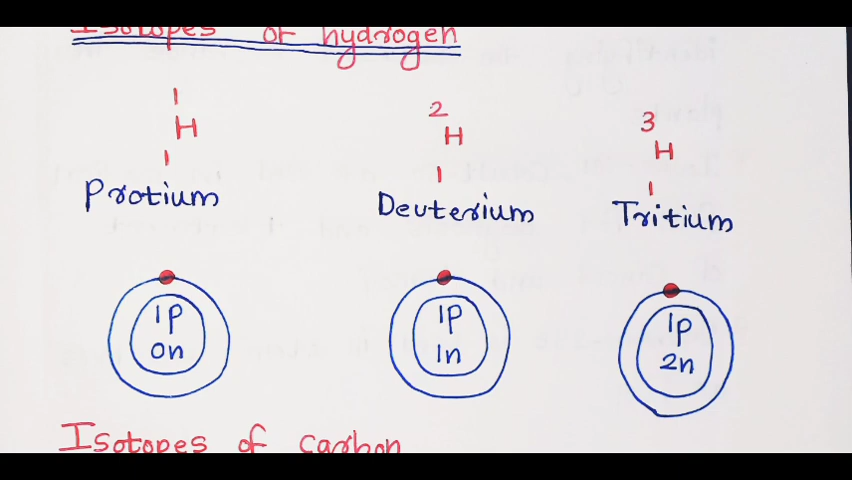 Isotopes of hydrogen
1 2 3
H H H
1 1 1
Protium Deuterium Tritium
1p 1p 1p
0n 1n 2n
Isotopes of carbon